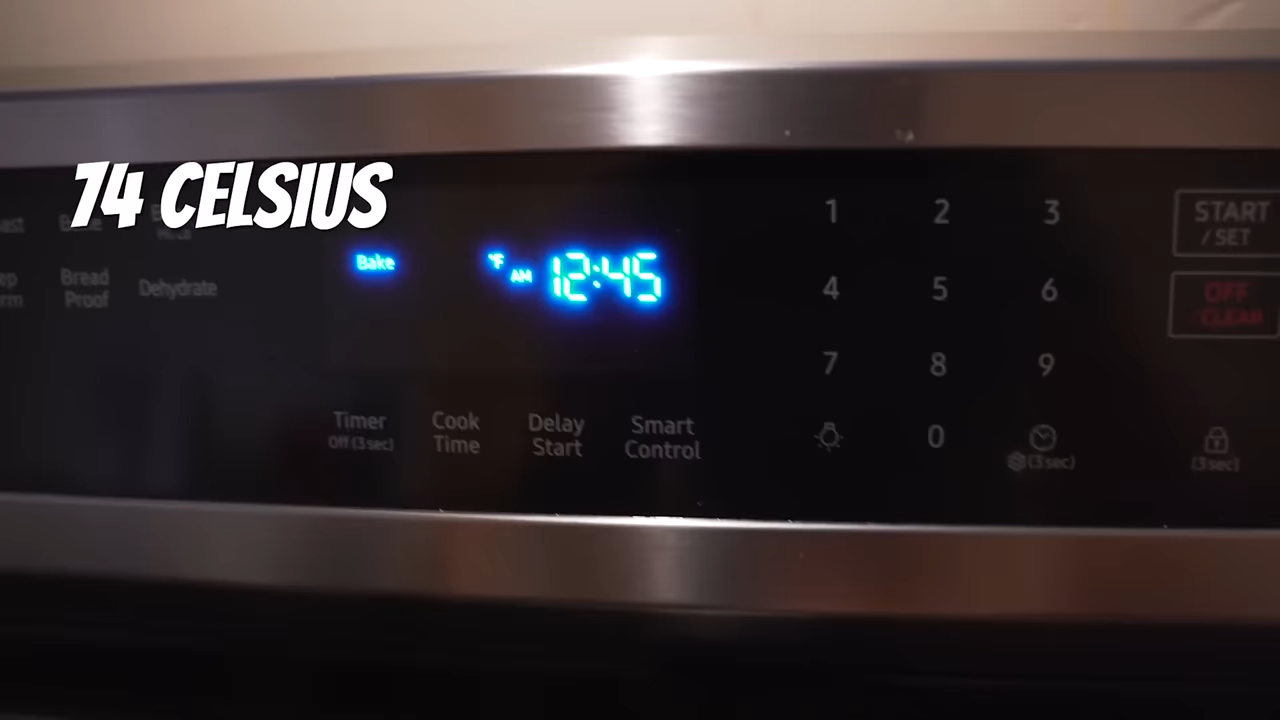 74 CELSIUS
Bake
°F
AM 12:45
Bread
Proof
Dehydrate
1 2 3
4 5 6
7 8 9
0
START
/ SET
OFF
CLEAR
Timer
Off (3 sec)
Cook
Time
Delay
Start
Smart
Control
(3 sec)
(3 sec)